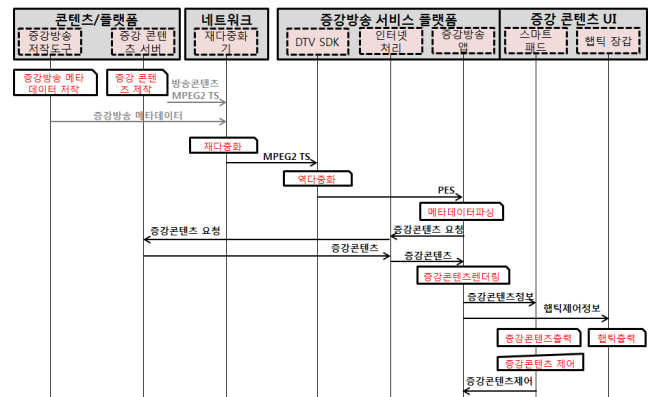 콘텐츠/플랫폼
네트워크
증강방송 서비스 플랫폼
증강 콘텐츠 UI
증강방송
저작도구
증강 콘텐
츠 서버
재다중화
기
DTV SDK
인터넷
처리
증강방송
앱
스마트
패드
햅틱 장갑
증강방송 메타
데이터 저작
증강 콘텐
츠 제작
방송콘텐츠
MPEG2 TS
증강방송 메타데이터
재다중화
MPEG2 TS
역다중화
PES
메타데이터파싱
증강콘텐츠 요청
증강콘텐츠 요청
증강콘텐츠
증강콘텐츠
증강콘텐츠렌더링
증강콘텐츠정보
햅틱제어정보
증강콘텐츠출력
햅틱출력
증강콘텐츠 제어
증강콘텐츠제어